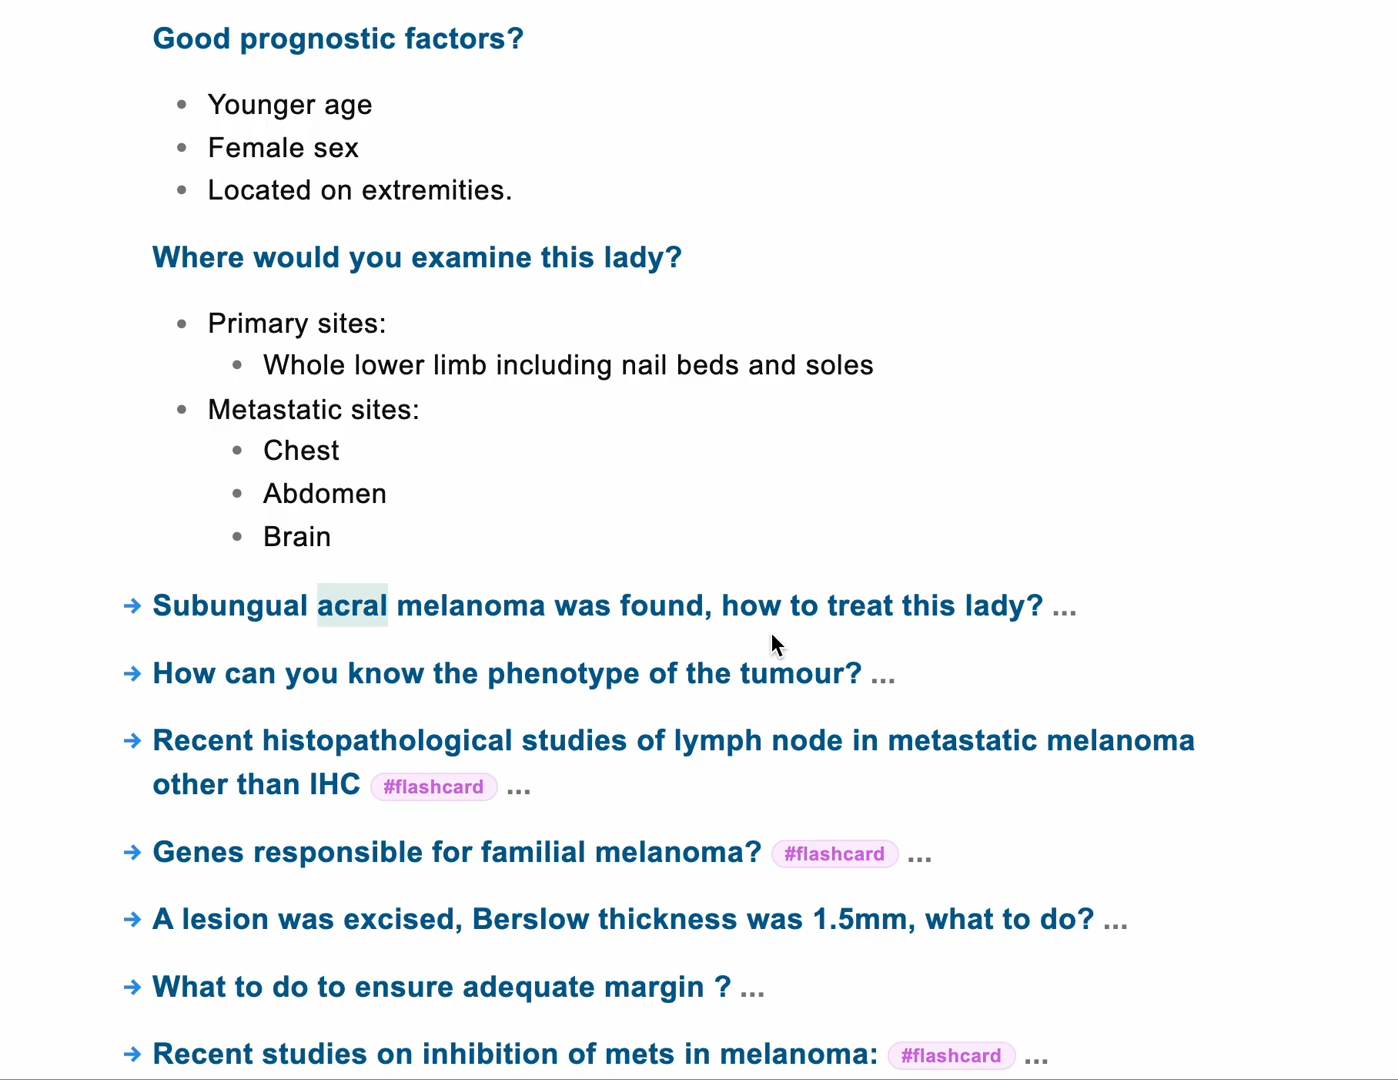 Good prognostic factors?
• Younger age
• Female sex
• Located on extremities.
Where would you examine this lady?
• Primary sites:
• Whole lower limb including nail beds and soles
• Metastatic sites:
• Chest
• Abdomen
• Brain
→ Subungual acral melanoma was found, how to treat this lady? ...
→ How can you know the phenotype of the tumour? ...
→ Recent histopathological studies of lymph node in metastatic melanoma
other than IHC #flashcard ...
→ Genes responsible for familial melanoma? #flashcard ...
→ A lesion was excised, Berslow thickness was 1.5mm, what to do? ...
→ What to do to ensure adequate margin ? ...
→ Recent studies on inhibition of mets in melanoma: #flashcard ...